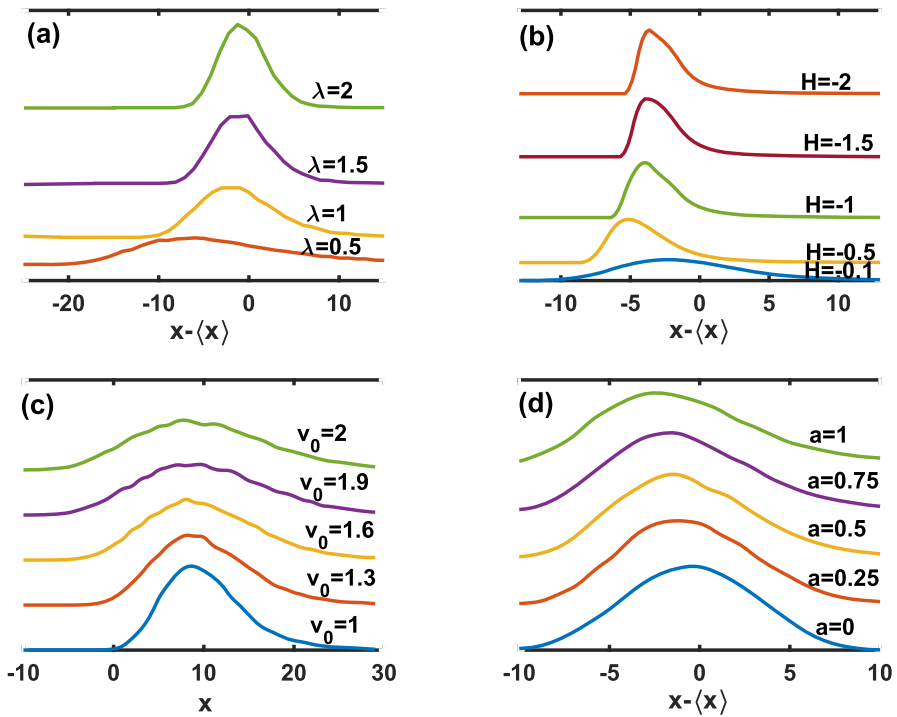 (a)
λ=2
λ=1.5
λ=1
λ=0.5
-20 -10 0 10
x-⟨x⟩
(b)
H=-2
H=-1.5
H=-1
H=-0.5
H=-0.1
-10 -5 0 5 10
x-⟨x⟩
(c)
v0=2
v0=1.9
v0=1.6
v0=1.3
v0=1
-10 0 10 20 30
x
(d)
a=1
a=0.75
a=0.5
a=0.25
a=0
-10 -5 0 5 10
x-⟨x⟩